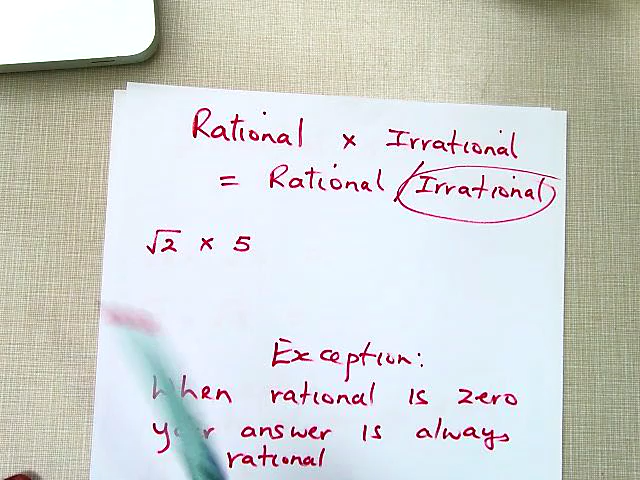 Rational × Irrational
= Rational / Irrational
√2 × 5
Exception:
When rational is zero
your answer is always
rational